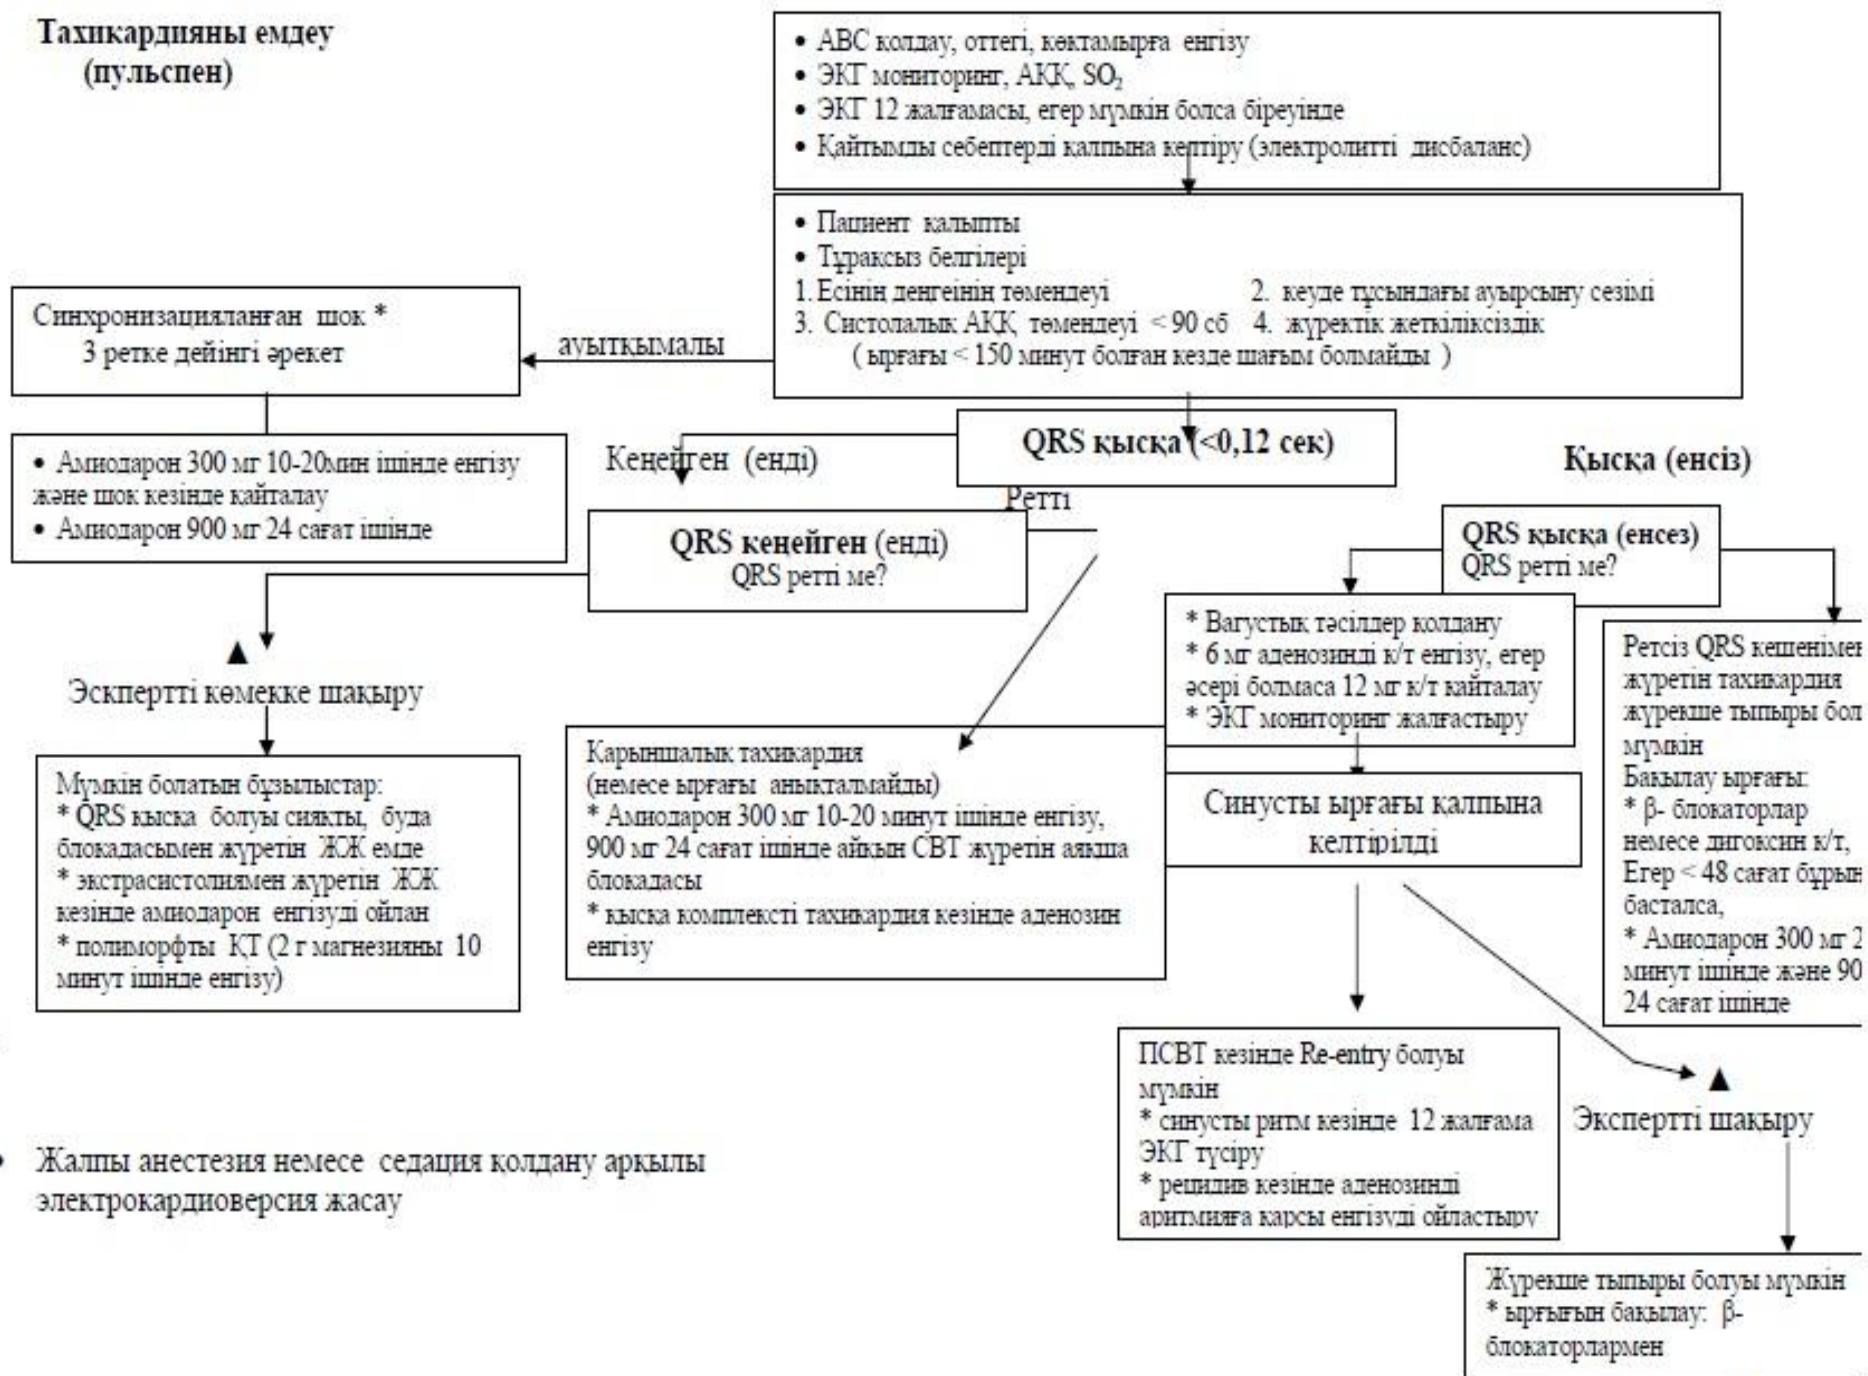 Тахикардияны емдеу
(пульспен)
• АВС қолдау, оттегі, көктамырға енгізу
• ЭКГ мониторинг, АҚҚ, SO₂
• ЭКГ 12 жалғамасы, егер мүмкін болса біреуінде
• Қайтымды себептерді қалпына келтіру (электролитті дисбаланс)
• Пациент қалыпты
• Тұрақсыз белгілері
1. Есінің деңгеінің төмендеуі 2. кеуде тұсындағы ауырсыну сезімі
3. Систолалық АҚҚ төмендеуі < 90 сб 4. жүректік жеткіліксіздік
( ырғағы < 150 минут болған кезде шағым болмайды )
ауытқымалы
Синхронизацияланған шок *
3 ретке дейінгі әрекет
• Амиодарон 300 мг 10-20мин ішінде енгізу
және шок кезінде қайталау
• Амиодарон 900 мг 24 сағат ішінде
Кеңейген (енді)
QRS қысқа (<0,12 сек)
Қысқа (енсіз)
Ретті
QRS кеңейген (енді)
QRS ретті ме?
QRS қысқа (енсез)
QRS ретті ме?
▲
Эскпертті көмекке шақыру
Мүмкін болатын бұзылыстар:
* QRS қысқа болуы сияқты, буда
блокадасымен жүретін ЖЖ емде
* экстрасистолиямен жүретін ЖЖ
кезінде амиодарон енгізуді ойлан
* полиморфты ҚТ (2 г магнезияны 10
минут ішінде енгізу)
Қарыншалық тахикардия
(немесе ырғағы анықталмайды)
* Амиодарон 300 мг 10-20 минут ішінде енгізу,
900 мг 24 сағат ішінде айқын СВТ жүретін аяқша
блокадасы
* қысқа комплексті тахикардия кезінде аденозин
енгізу
* Вагустық тәсілдер қолдану
* 6 мг аденозинді к/т енгізу, егер
әсері болмаса 12 мг к/т қайталау
* ЭКГ мониторинг жалғастыру
Синусты ырғағы қалпына
келтірілді
Ретсіз QRS кешенімен
жүретін тахикардия
жүрекше тыпыры бол
мүмкін
Бақылау ырғағы:
* β- блокаторлар
немесе дигоксин к/т,
Егер < 48 сағат бұрын
басталса,
* Амиодарон 300 мг 2
минут ішінде және 90
24 сағат ішінде
ПСВТ кезінде Re-entry болуы
мүмкін
* синусты ритм кезінде 12 жалғама
ЭКГ түсіру
* рецидив кезінде аденозинді
аритмияға қарсы енгізуді ойластыру
▲
Экспертті шақыру
Жүрекше тыпыры болуы мүмкін
* ырғығын бақылау: β-
блокаторлармен
• Жалпы анестезия немесе седация қолдану арқылы
электрокардиоверсия жасау